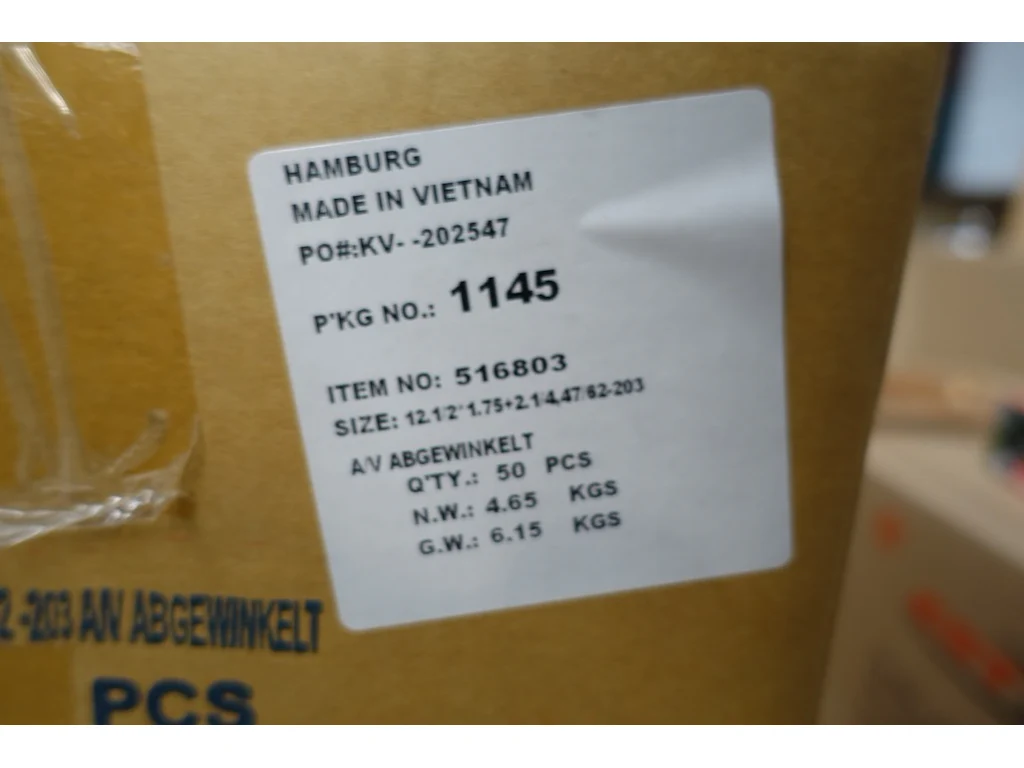 HAMBURG
MADE IN VIETNAM
PO#:KV- -202547
P'KG NO.: 1145
ITEM NO: 516803
SIZE: 12.1/2*1.75+2.1/4,47/62-203
A/V ABGEWINKELT
Q'TY.: 50 PCS
N.W.: 4.65 KGS
G.W.: 6.15 KGS
2 -203 A/V ABGEWINKELT
PCS